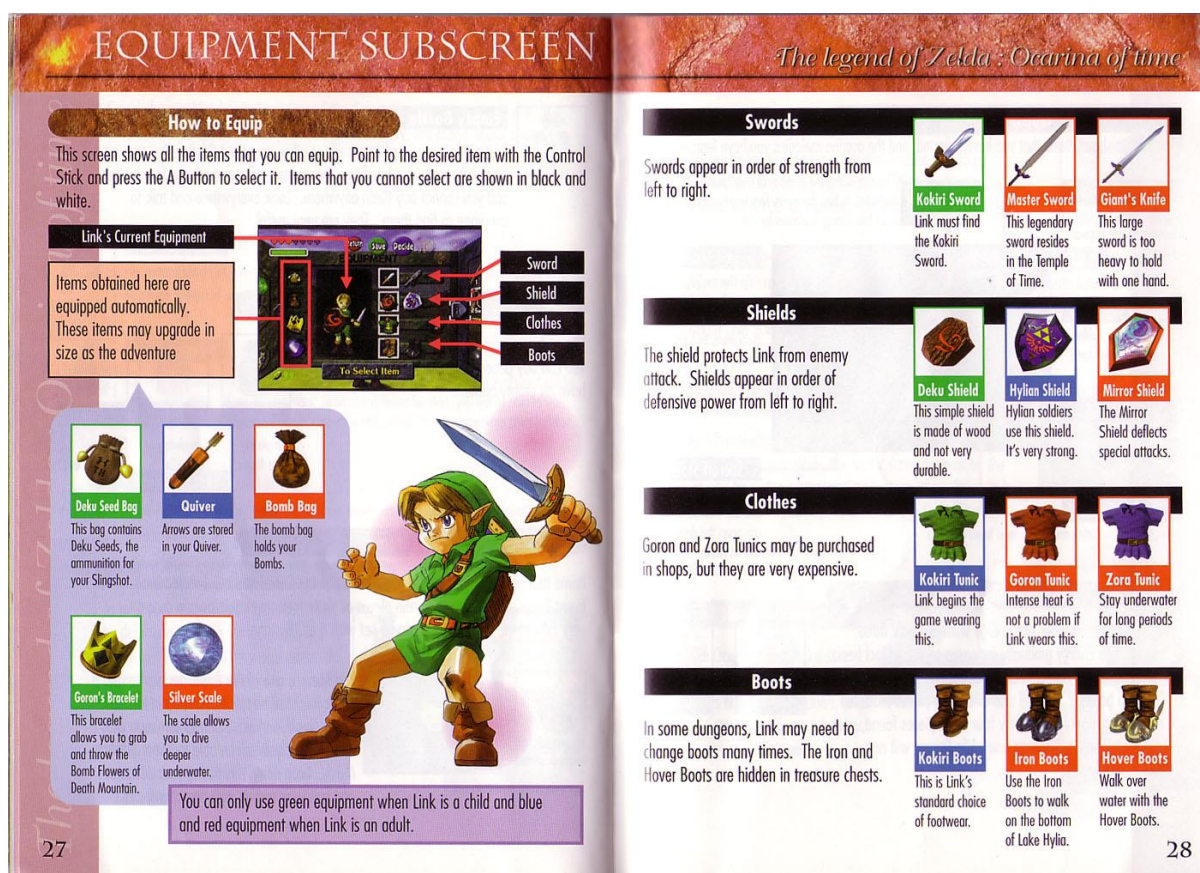 EQUIPMENT SUBSCREEN
How to Equip
This screen shows all the items that you can equip. Point to the desired item with the Control
Stick and press the A Button to select it. Items that you cannot select are shown in black and
white.
Link's Current Equipment
Items obtained here are
equipped automatically.
These items may upgrade in
size as the adventure
Return
Save
Decide
EQUIPMENT
To Select Item
Sword
Shield
Clothes
Boots
Deku Seed Bag
This bag contains
Deku Seeds, the
ammunition for
your Slingshot.
Quiver
Arrows are stored
in your Quiver.
Bomb Bag
The bomb bag
holds your
Bombs.
Goron's Bracelet
This bracelet
allows you to grab
and throw the
Bomb Flowers of
Death Mountain.
Silver Scale
The scale allows
you to dive
deeper
underwater.
You can only use green equipment when Link is a child and blue
and red equipment when Link is an adult.
27
The legend of Zelda : Ocarina of time
Swords
Swords appear in order of strength from
left to right.
Kokiri Sword
Link must find
the Kokiri
Sword.
Master Sword
This legendary
sword resides
in the Temple
of Time.
Giant's Knife
This large
sword is too
heavy to hold
with one hand.
Shields
The shield protects Link from enemy
attack. Shields appear in order of
defensive power from left to right.
Deku Shield
This simple shield
is made of wood
and not very
durable.
Hylian Shield
Hylian soldiers
use this shield.
It's very strong.
Mirror Shield
The Mirror
Shield deflects
special attacks.
Clothes
Goron and Zora Tunics may be purchased
in shops, but they are very expensive.
Kokiri Tunic
Link begins the
game wearing
this.
Goron Tunic
Intense heat is
not a problem if
Link wears this.
Zora Tunic
Stay underwater
for long periods
of time.
Boots
In some dungeons, Link may need to
change boots many times. The Iron and
Hover Boots are hidden in treasure chests.
Kokiri Boots
This is Link's
standard choice
of footwear.
Iron Boots
Use the Iron
Boots to walk
on the bottom
of Lake Hylia.
Hover Boots
Walk over
water with the
Hover Boots.
28